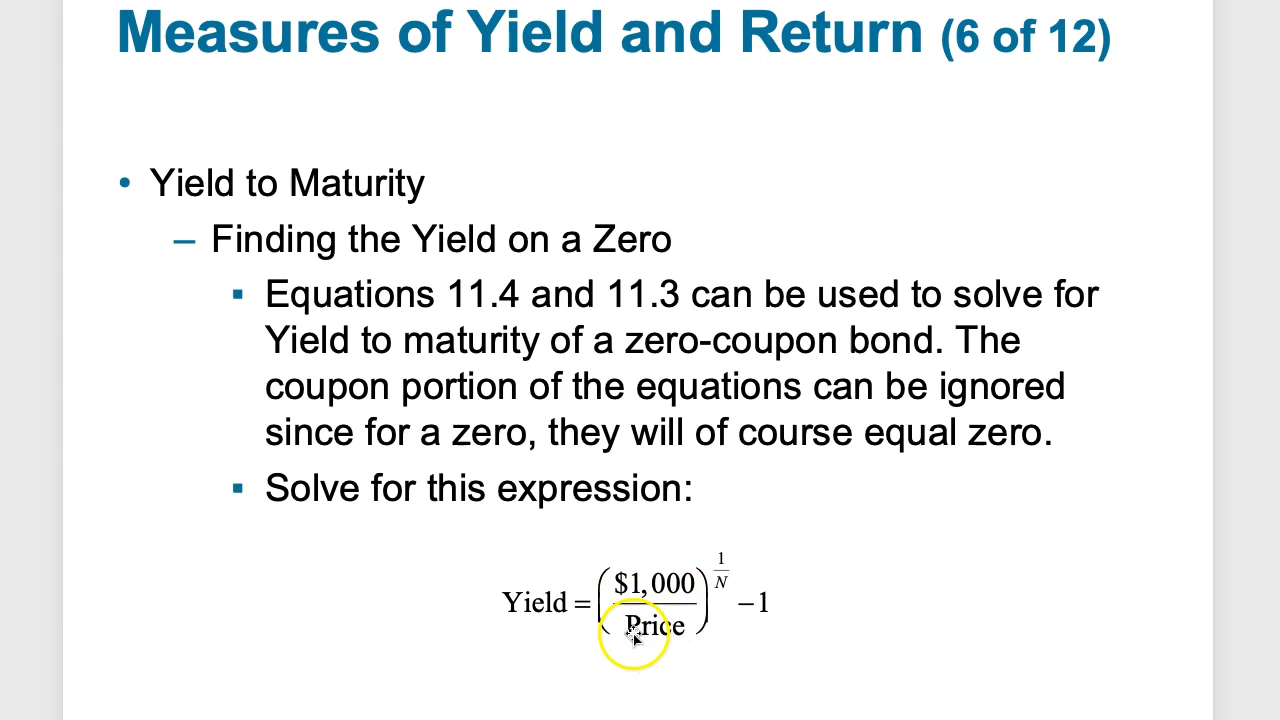 Measures of Yield and Return (6 of 12)
• Yield to Maturity
– Finding the Yield on a Zero
▪ Equations 11.4 and 11.3 can be used to solve for
Yield to maturity of a zero-coupon bond. The
coupon portion of the equations can be ignored
since for a zero, they will of course equal zero.
▪ Solve for this expression:
Yield = ($1,000 / Price)^(1/N) − 1